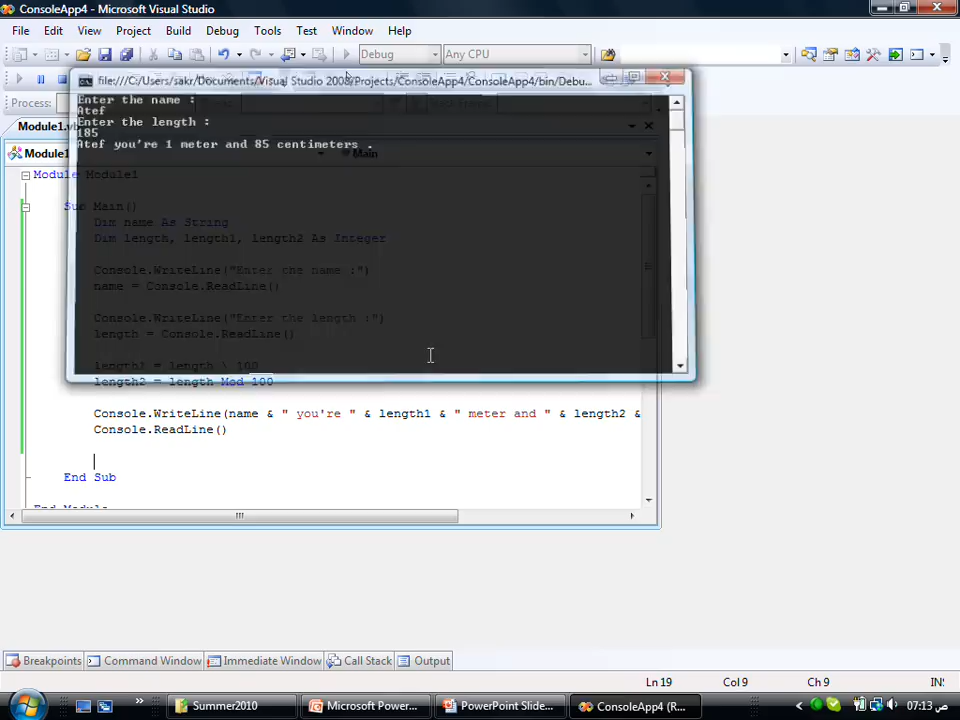 ConsoleApp4 - Microsoft Visual Studio
File Edit View Project Build Debug Tools Test Window Help
Debug Any CPU
file:///C:/Users/sakr/Documents/Visual Studio 2008/Projects/ConsoleApp4/ConsoleApp4/bin/Debu...
Process:
Enter the name :
Atef
Enter the length :
185
Atef you're 1 meter and 85 centimeters .
Module1.v
Module1
Main
Module Module1
Sub Main()
Dim name As String
Dim length, length1, length2 As Integer
Console.WriteLine("Enter the name :")
name = Console.ReadLine()
Console.WriteLine("Enter the length :")
length = Console.ReadLine()
length1 = length \ 100
length2 = length Mod 100
Console.WriteLine(name & " you're " & length1 & " meter and " & length2 &
Console.ReadLine()
End Sub
End Module
Breakpoints Command Window Immediate Window Call Stack Output
Ln 19 Col 9 Ch 9 INS
Summer2010 Microsoft Power... PowerPoint Slide... ConsoleApp4 (R... 07:13 ص